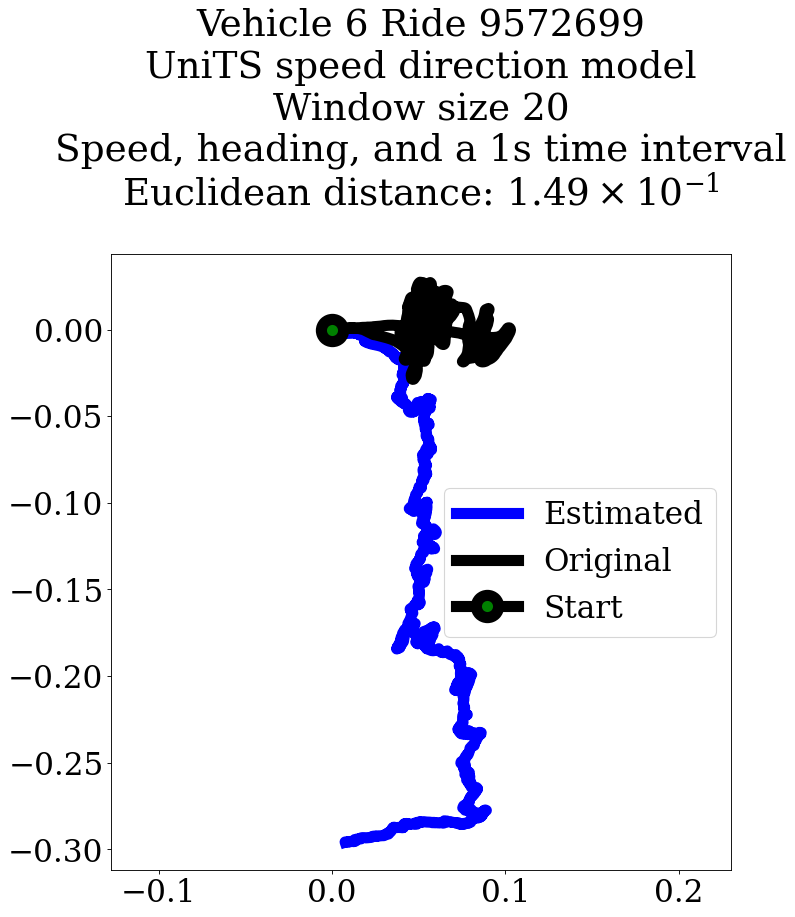 Vehicle 6 Ride 9572699
UniTS speed direction model
Window size 20
Speed, heading, and a 1s time interval
Euclidean distance: 1.49 × 10⁻¹
0.00
−0.05
−0.10
−0.15
−0.20
−0.25
−0.30
Estimated
Original
Start
−0.1 0.0 0.1 0.2